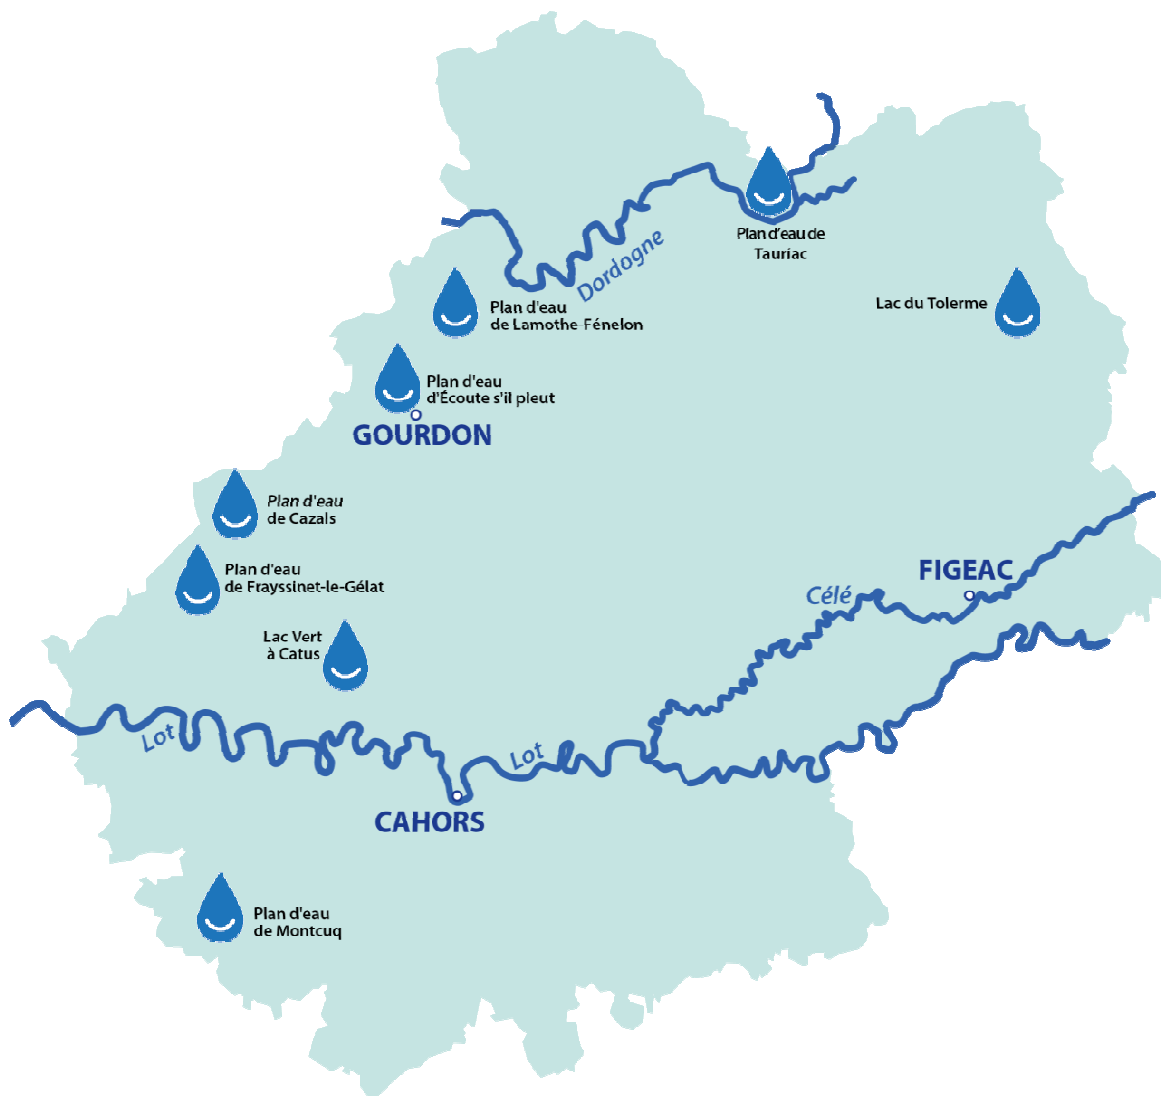 Plan d'eau de
Tauriac
Dordogne
Plan d'eau
de Lamothe-Fénelon
Lac du Tolerme
Plan d'eau
d'Écoute s'il pleut
GOURDON
Plan d'eau
de Cazals
Plan d'eau
de Frayssinet-le-Gélat
FIGEAC
Célé
Lac Vert
à Catus
Lot
Lot
CAHORS
Plan d'eau
de Montcuq